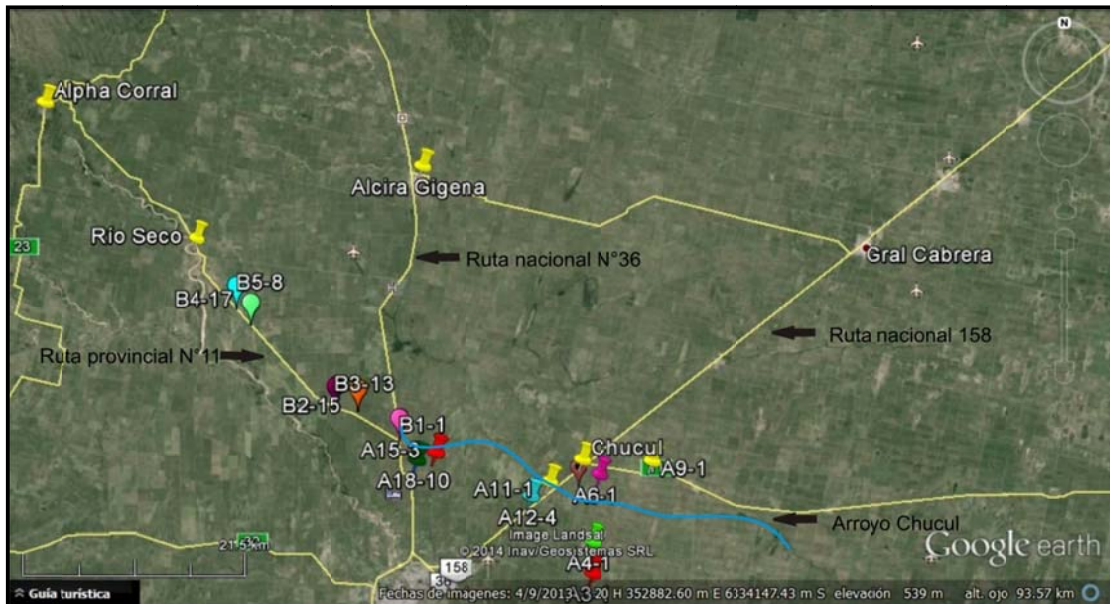 N
Alpha Corral
Alcira Gigena
Rio Seco
23
Ruta nacional N°36
Gral Cabrera
B5-8
B4-17
Ruta nacional 158
Ruta provincial N°11
B3-13
B2-15
B1-1
A15-3
Chucul
A9-1
A18-10
A11-1
A6-1
A12-4
Arroyo Chucul
Image Landsat
© 2014 Inav/Geosistemas SRL
Google earth
21.5 km
158
36
A4-1
Guía turística
Fechas de imágenes: 4/9/2013
20 H 352882.60 m E 6334147.43 m S elevación 539 m alt. ojo 93.57 km